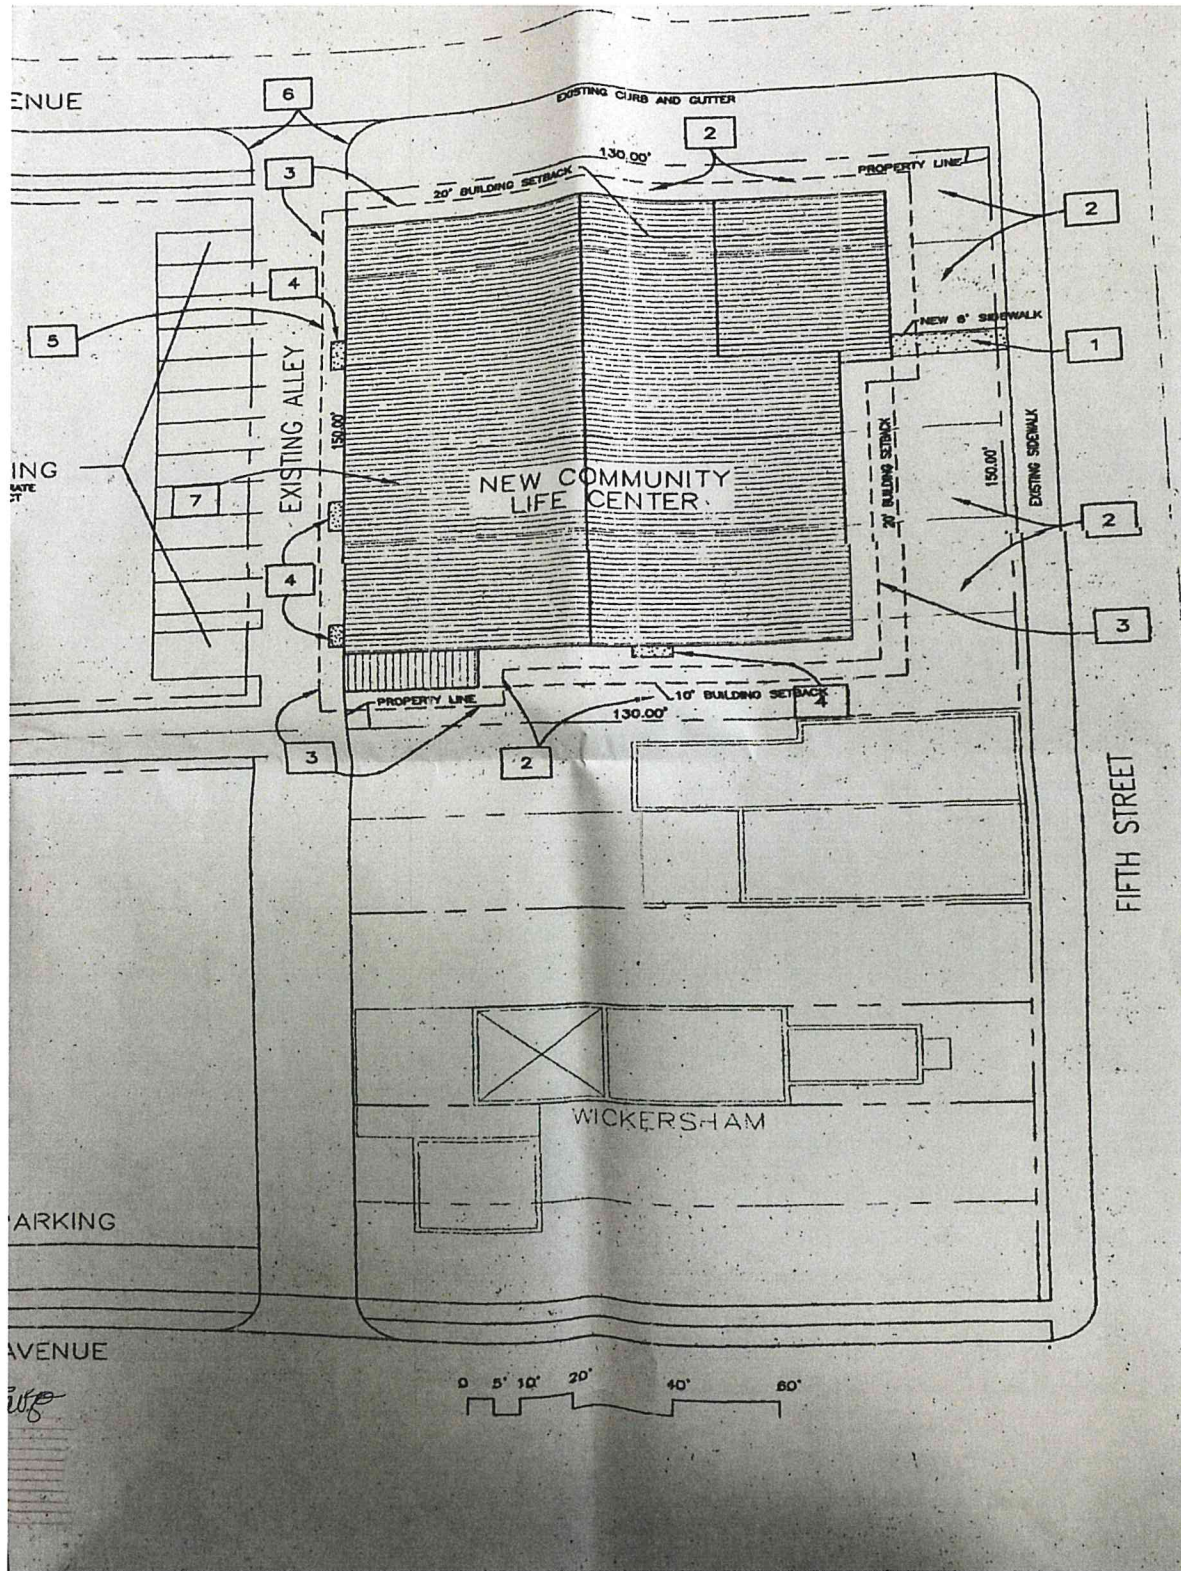 ENUE
6
EXISTING CURB AND GUTTER
2
130.00'
PROPERTY LINE
3
20' BUILDING SETBACK
2
4
NEW 6' SIDEWALK
5
1
EXISTING ALLEY
150.00'
20' BUILDING SETBACK
150.00'
EXISTING SIDEWALK
ING
RATE
CT
7
NEW COMMUNITY
LIFE CENTER
2
4
3
PROPERTY LINE
10' BUILDING SETBACK
4
130.00'
3
2
FIFTH STREET
WICKERSHAM
PARKING
AVENUE
0 5' 10' 20' 40' 60'